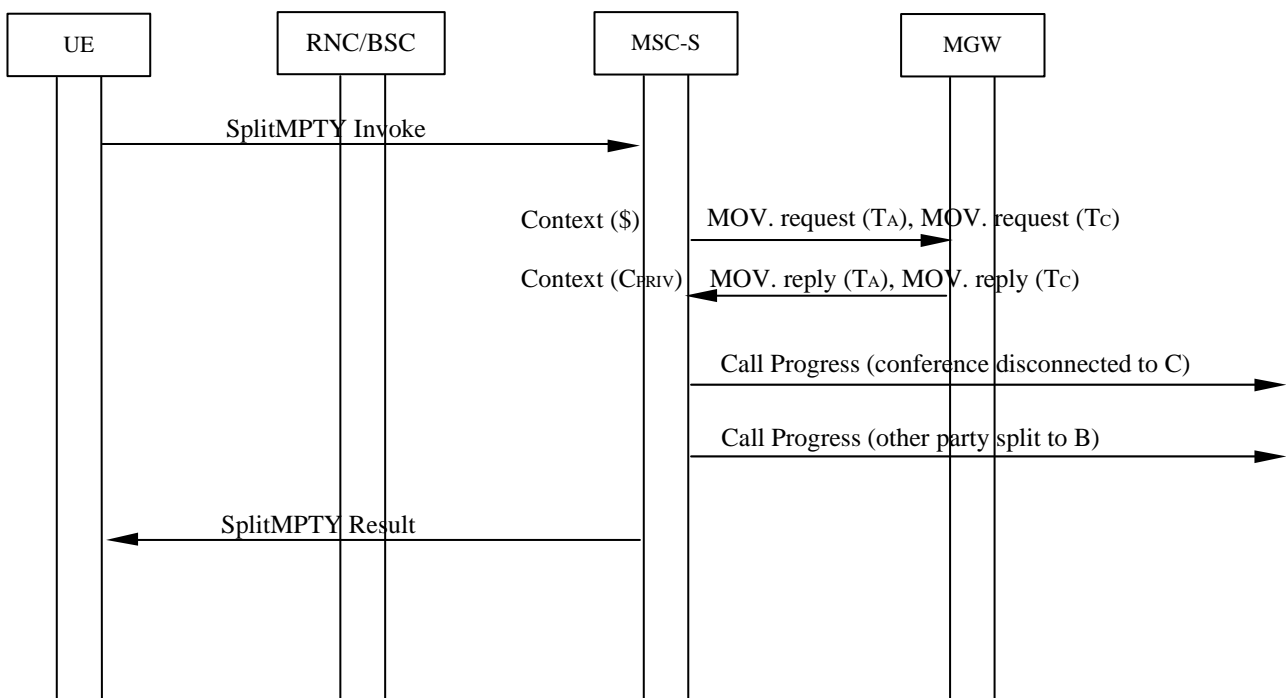 UE
RNC/BSC
MSC-S
MGW
SplitMPTY Invoke
Context ($) MOV. request (TA), MOV. request (TC)
Context (CPRIV) MOV. reply (TA), MOV. reply (TC)
Call Progress (conference disconnected to C)
Call Progress (other party split to B)
SplitMPTY Result